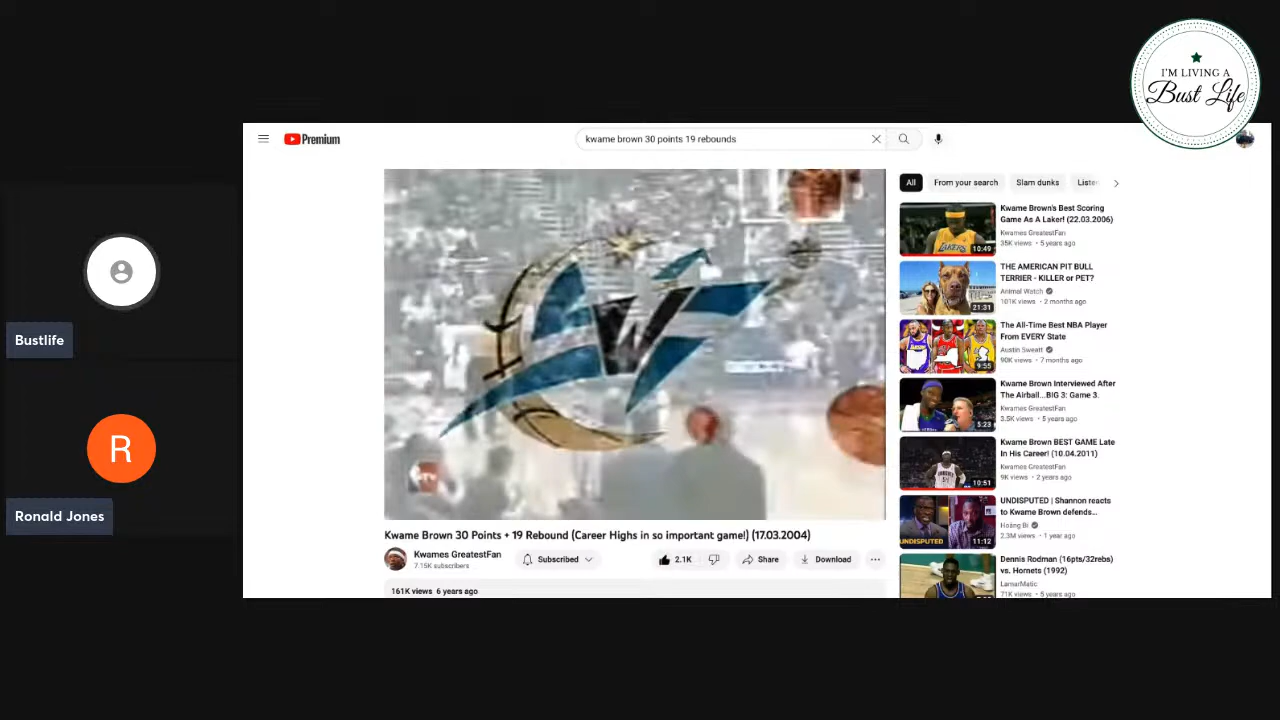 I'M LIVING A
Bust Life
Premium
kwame brown 30 points 19 rebounds
All
From your search
Slam dunks
Liste
Kwame Brown's Best Scoring
Game As A Laker! (22.03.2006)
Kwames GreatestFan
35K views • 5 years ago
10:49
THE AMERICAN PIT BULL
TERRIER - KILLER or PET?
Animal Watch
101K views • 2 months ago
21:31
The All-Time Best NBA Player
From EVERY State
Austin Sweatt
90K views • 7 months ago
9:55
Kwame Brown Interviewed After
The Airball...BIG 3: Game 3.
Kwames GreatestFan
3.5K views • 5 years ago
5:23
Kwame Brown BEST GAME Late
In His Career! (10.04.2011)
Kwames GreatestFan
9K views • 2 years ago
10:51
UNDISPUTED | Shannon reacts
to Kwame Brown defends...
Hoàng Bi
2.3M views • 1 year ago
UNDISPUTED
11:12
Dennis Rodman (16pts/32rebs)
vs. Hornets (1992)
LamarMatic
71K views • 5 years ago
LAKERS
W
Kwame Brown 30 Points + 19 Rebound (Career Highs in so important game!) (17.03.2004)
Kwames GreatestFan
7.15K subscribers
Subscribed
2.1K
Share
Download
161K views 6 years ago
Bustlife
R
Ronald Jones